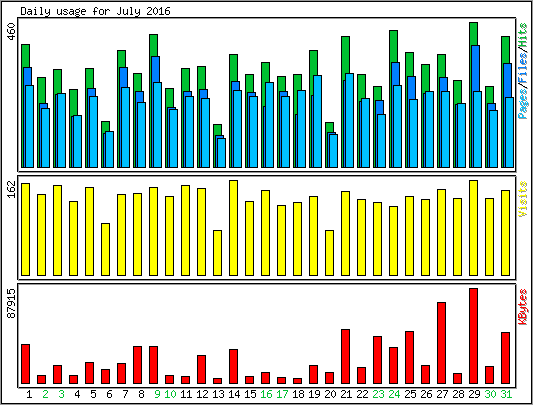 Daily usage for July 2016
460
Pages/Files/Hits
162
Visits
87915
KBytes
1 2 3 4 5 6 7 8 9 10 11 12 13 14 15 16 17 18 19 20 21 22 23 24 25 26 27 28 29 30 31